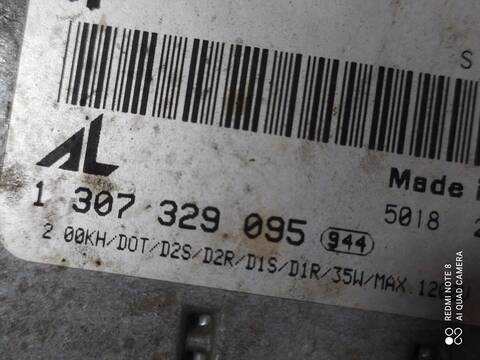 S
AL
Made
1 307 329 095 944
5018
2.00KH/DOT/D2S/D2R/D1S/D1R/35W/MAX.
REDMI NOTE 8
AI QUAD CAMERA